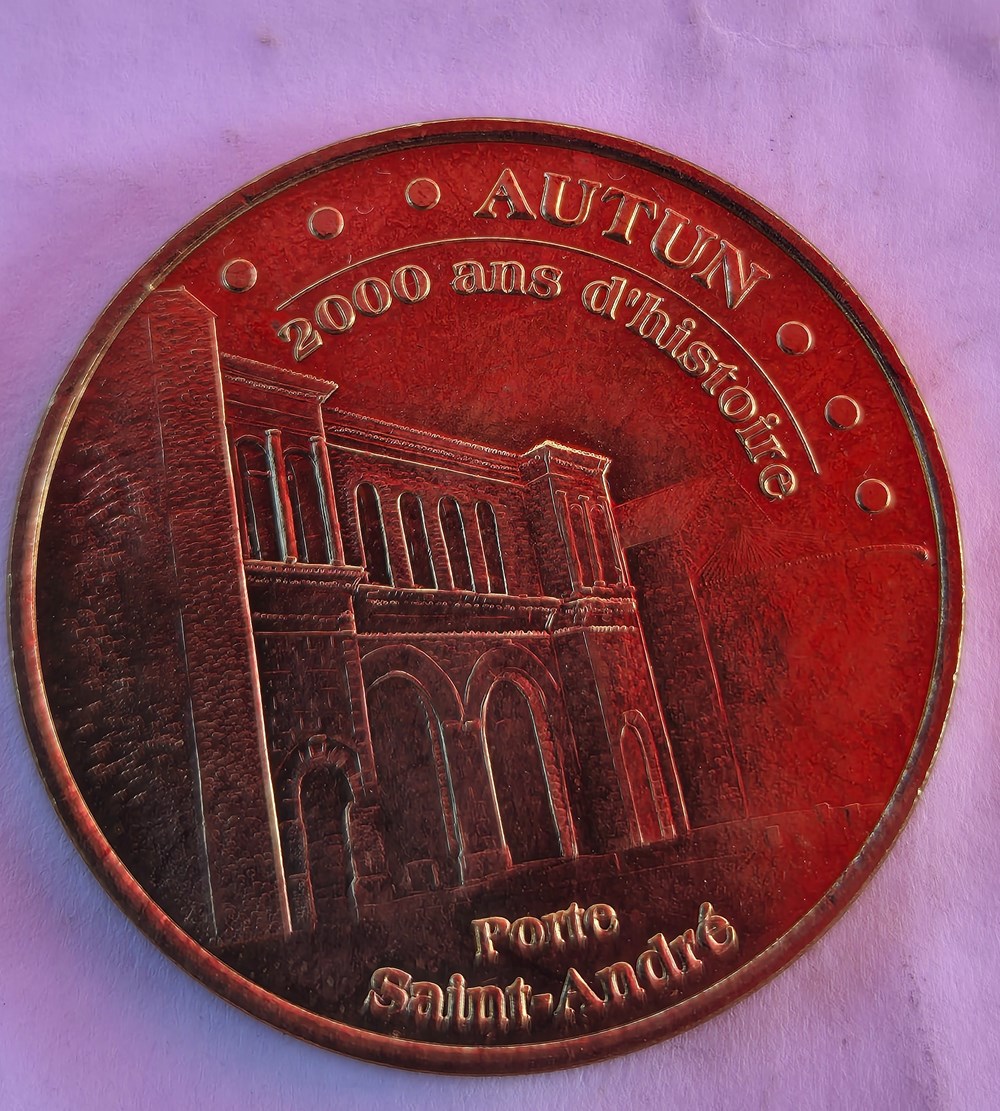 AUTUN
2000 ans d'histoire
Porte
Saint-André